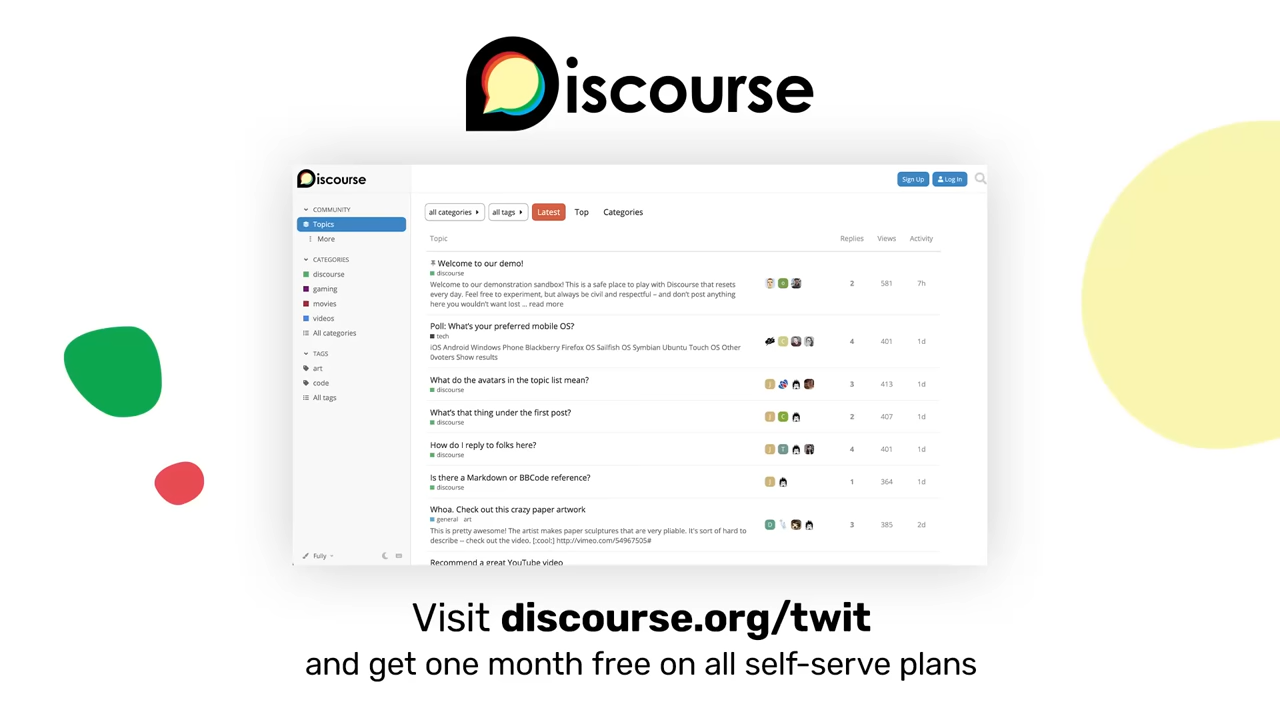 Discourse
Discourse
Sign Up
Log In
COMMUNITY
Topics
More
CATEGORIES
discourse
gaming
movies
videos
All categories
TAGS
art
code
All tags
Fully
all categories
all tags
Latest
Top
Categories
Topic Replies Views Activity
Welcome to our demo!
discourse
Welcome to our demonstration sandbox! This is a safe place to play with Discourse that resets
every day. Feel free to experiment, but always be civil and respectful – and don't post anything
here you wouldn't want lost ... read more
2 581 7h
Poll: What's your preferred mobile OS?
tech
iOS Android Windows Phone Blackberry Firefox OS Sailfish OS Symbian Ubuntu Touch OS Other
0voters Show results
4 401 1d
What do the avatars in the topic list mean?
discourse
3 413 1d
What's that thing under the first post?
discourse
2 407 1d
How do I reply to folks here?
discourse
4 401 1d
Is there a Markdown or BBCode reference?
discourse
1 364 1d
Whoa. Check out this crazy paper artwork
general art
This is pretty awesome! The artist makes paper sculptures that are very pliable. It's sort of hard to
describe -- check out the video. [:cool:] http://vimeo.com/54967505#
3 385 2d
Recommend a great YouTube video
Visit discourse.org/twit
and get one month free on all self-serve plans